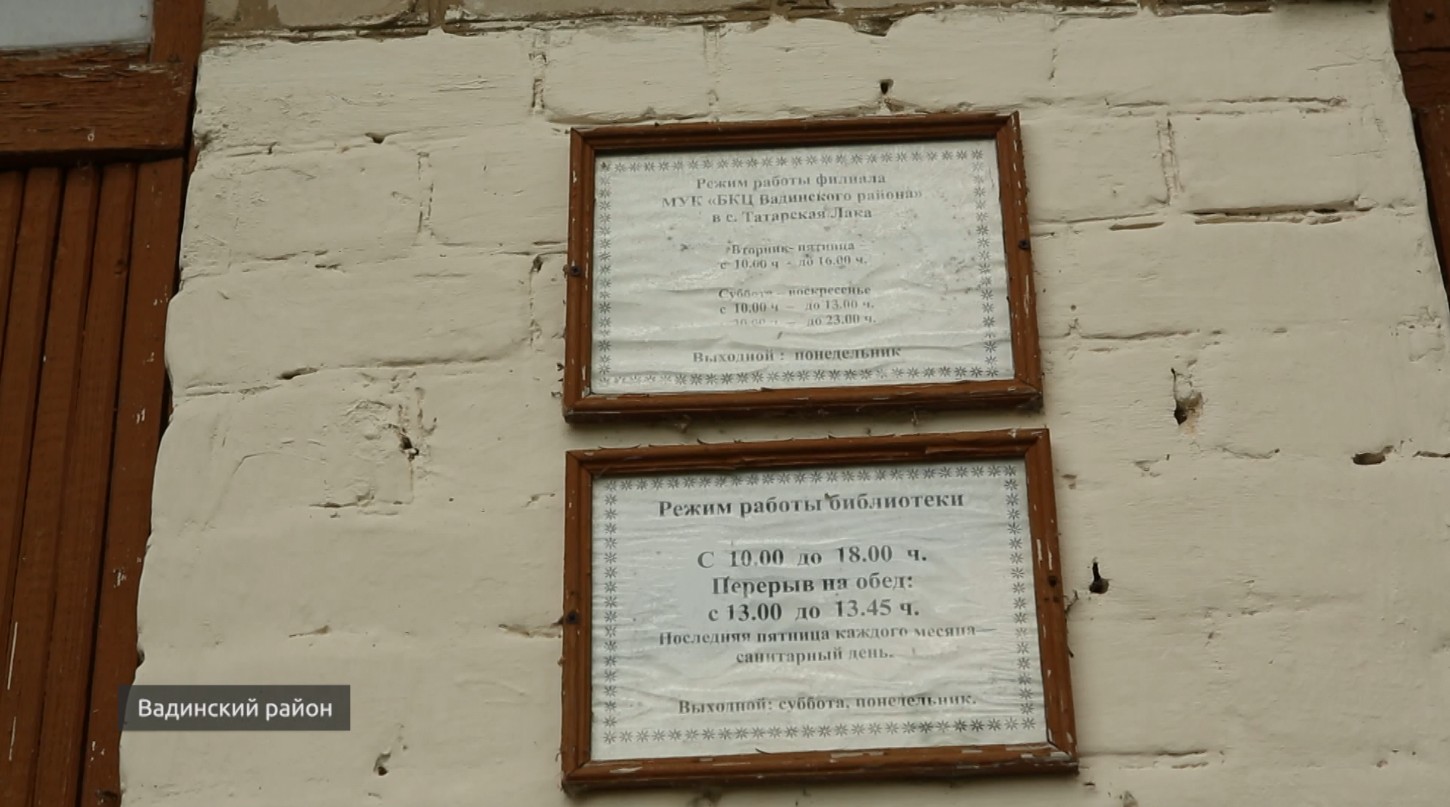 Режим работы филиала
МУК «БКЦ Вадинского района»
в с. Татарская Лака
Вторник- пятница –
с 10.00 ч - до 16.00 ч.
Суббота – воскресенье
с 10.00 ч – до 13.00 ч.
– до 23.00 ч.
Выходной : понедельник
Режим работы библиотеки
С 10.00 до 18.00 ч.
Перерыв на обед:
с 13.00 до 13.45 ч.
Последняя пятница каждого месяца–
санитарный день.
Выходной: суббота, понедельник.
Вадинский район